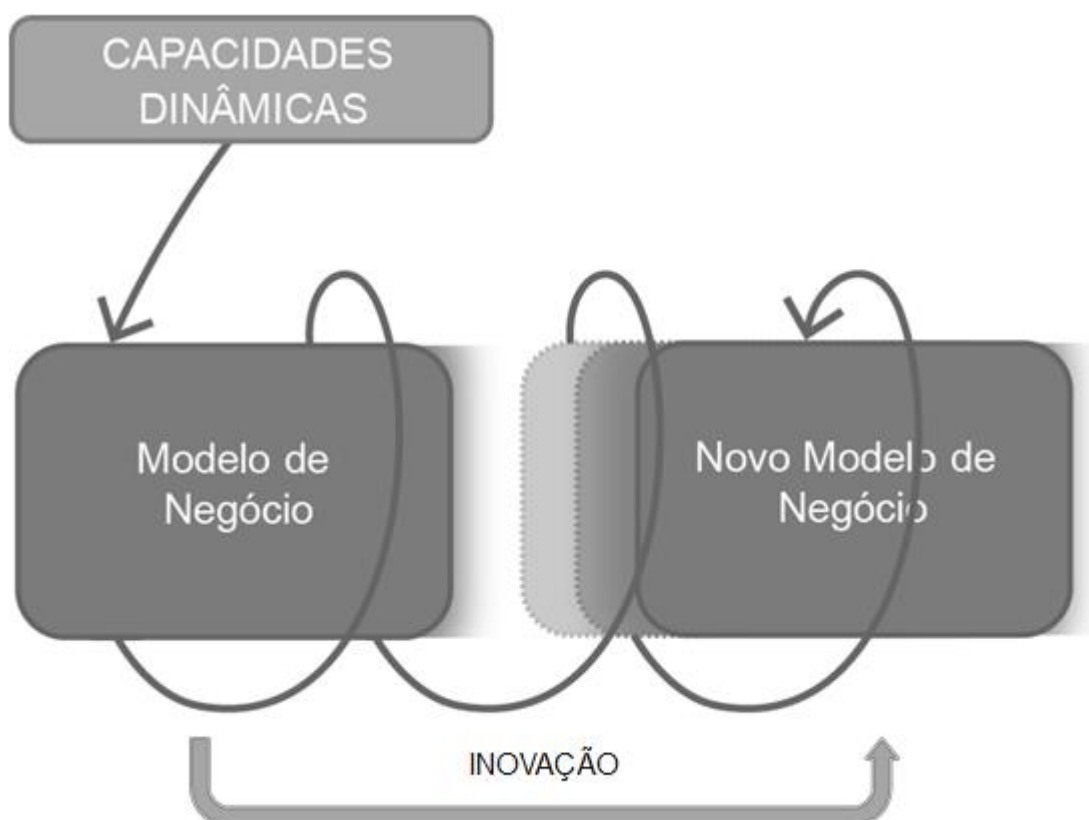 CAPACIDADES
DINÂMICAS
Modelo de
Negócio
Novo Modelo de
Negócio
INOVAÇÃO